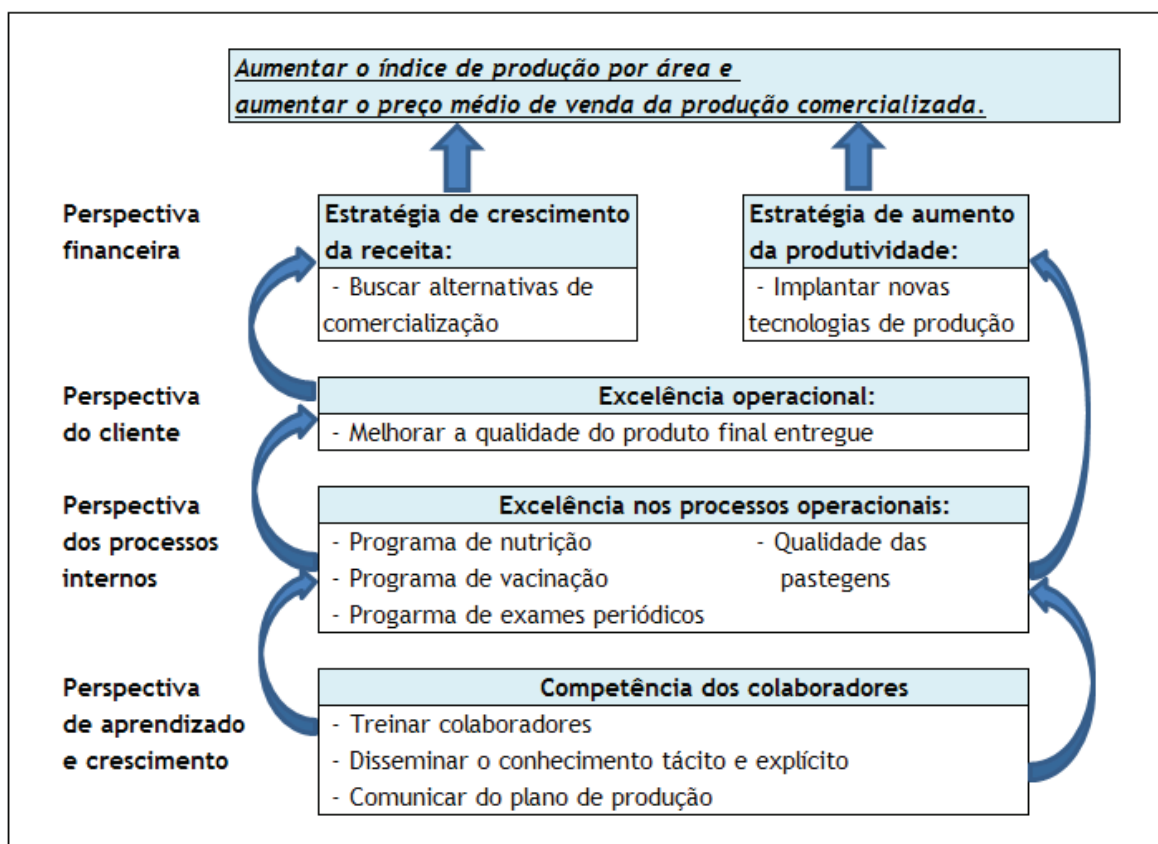 Aumentar o índice de produção por área e
aumentar o preço médio de venda da produção comercializada.
Perspectiva
financeira
Estratégia de crescimento
da receita:
- Buscar alternativas de
comercialização
Estratégia de aumento
da produtividade:
- Implantar novas
tecnologias de produção
Perspectiva
do cliente
Excelência operacional:
- Melhorar a qualidade do produto final entregue
Perspectiva
dos processos
internos
Excelência nos processos operacionais:
- Programa de nutrição
- Programa de vacinação
- Progarma de exames periódicos
- Qualidade das
pastegens
Perspectiva
de aprendizado
e crescimento
Competência dos colaboradores
- Treinar colaboradores
- Disseminar o conhecimento tácito e explícito
- Comunicar do plano de produção